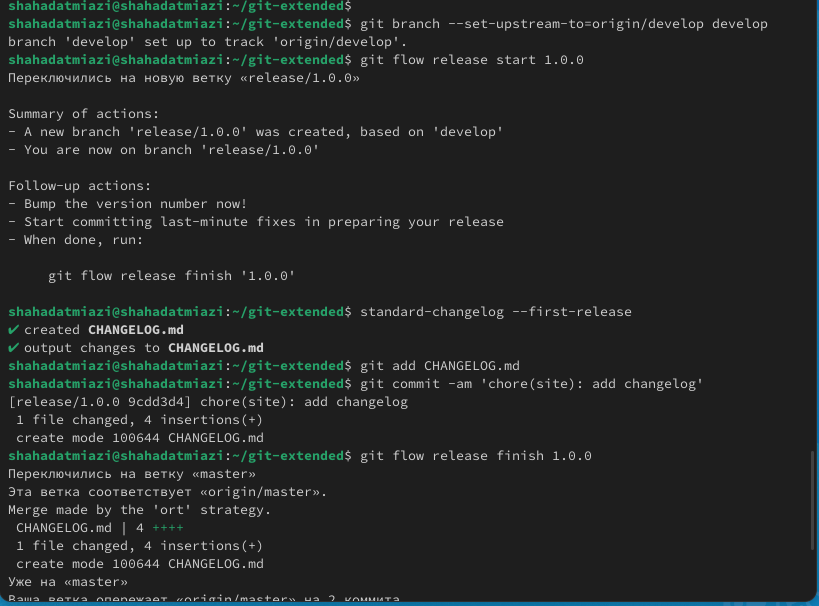 shahadatmiazi@shahadatmiazi:~/git-extended$
shahadatmiazi@shahadatmiazi:~/git-extended$ git branch --set-upstream-to=origin/develop develop
branch 'develop' set up to track 'origin/develop'.
shahadatmiazi@shahadatmiazi:~/git-extended$ git flow release start 1.0.0
Переключились на новую ветку «release/1.0.0»

Summary of actions:
- A new branch 'release/1.0.0' was created, based on 'develop'
- You are now on branch 'release/1.0.0'

Follow-up actions:
- Bump the version number now!
- Start committing last-minute fixes in preparing your release
- When done, run:

     git flow release finish '1.0.0'

shahadatmiazi@shahadatmiazi:~/git-extended$ standard-changelog --first-release
✔ created CHANGELOG.md
✔ output changes to CHANGELOG.md
shahadatmiazi@shahadatmiazi:~/git-extended$ git add CHANGELOG.md
shahadatmiazi@shahadatmiazi:~/git-extended$ git commit -am 'chore(site): add changelog'
[release/1.0.0 9cdd3d4] chore(site): add changelog
 1 file changed, 4 insertions(+)
 create mode 100644 CHANGELOG.md
shahadatmiazi@shahadatmiazi:~/git-extended$ git flow release finish 1.0.0
Переключились на ветку «master»
Эта ветка соответствует «origin/master».
Merge made by the 'ort' strategy.
 CHANGELOG.md | 4 ++++
 1 file changed, 4 insertions(+)
 create mode 100644 CHANGELOG.md
Уже на «master»
Ваша ветка опережает «origin/master» на 2 коммита